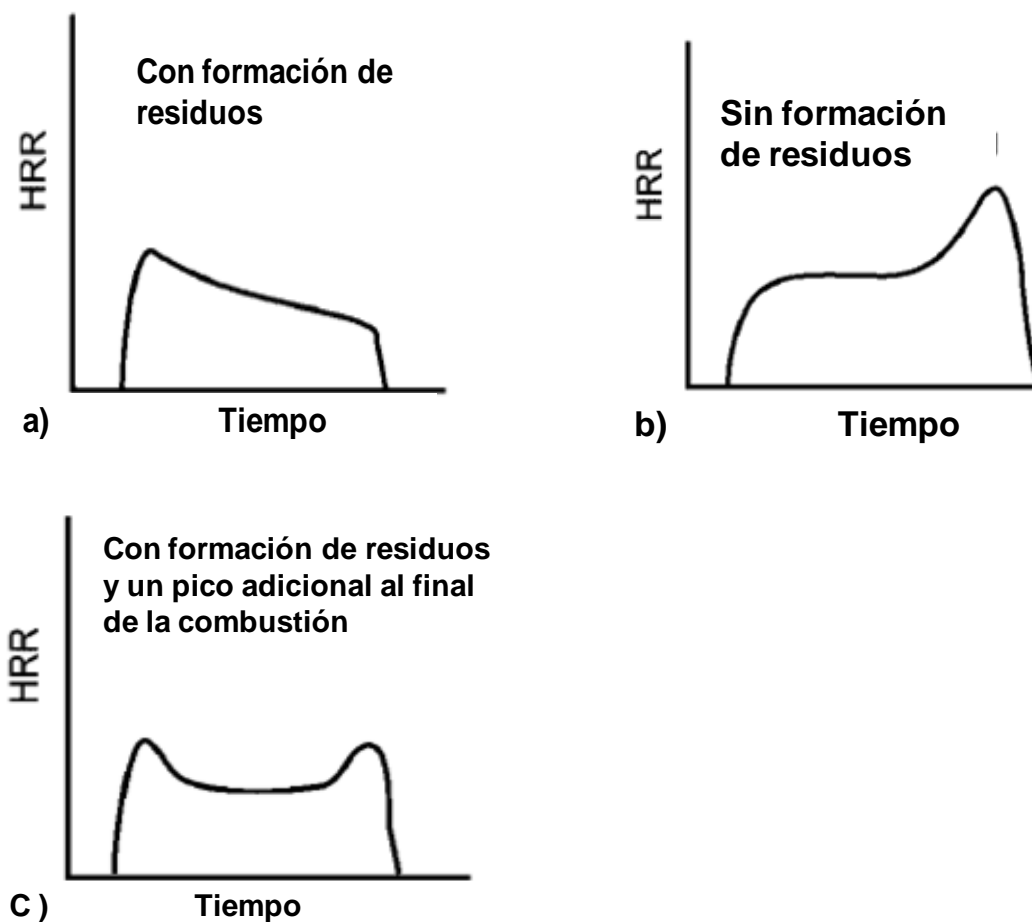 Con formación de
residuos
HRR
a)
Tiempo
Sin formación
de residuos
HRR
b)
Tiempo
Con formación de residuos
y un pico adicional al final
de la combustión
HRR
C )
Tiempo